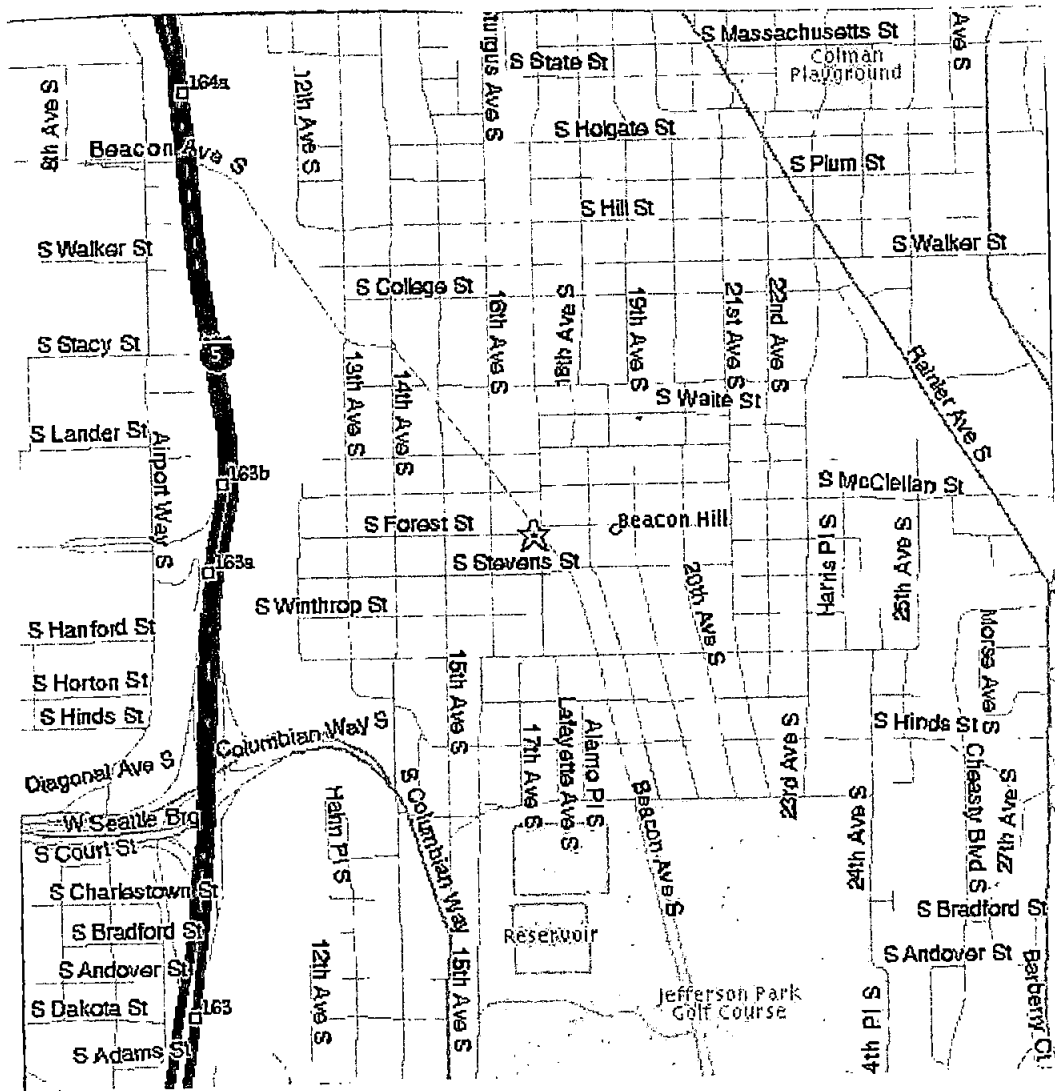 S Massachusetts St
Colman
Playground
Ave S
turgus Ave S
S State St
164a
12th Ave S
8th Ave S
S Holgate St
Beacon Ave S
S Plum St
S Hill St
S Walker St
S Walker St
S College St
16th Ave S
18th Ave S
19th Ave S
21st Ave S
22nd Ave S
S Stacy St
5
13th Ave S
14th Ave S
Rainier Ave S
S Waite St
S Lander St
Airport Way S
163b
S McClellan St
S Forest St
Beacon Hill
S Stevens St
163a
20th Ave S
Harris Pl S
25th Ave S
S Winthrop St
S Hanford St
Morse Ave S
S Horton St
15th Ave S
S Hinds St
S Hinds St
Columbian Way S
Diagonal Ave S
17th Ave S
Lafayette Ave S
Alamo Pl S
23rd Ave S
Cheasty Blvd S
27th Ave S
S Columbian Way
Beacon Ave S
Hahn Pl S
24th Ave S
W Seattle Brg
S Court St
S Charlestown St
S Bradford St
S Bradford St
Reservoir
S Andover St
S Andover St
12th Ave S
15th Ave S
Barberry Ct
S Dakota St
163
Jefferson Park
Golf Course
4th Pl S
S Adams St